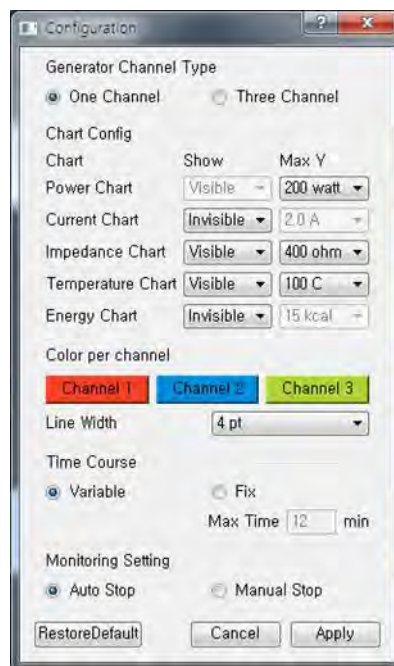 Configuration
?
Generator Channel Type
One Channel Three Channel
Chart Config
Chart Show Max Y
Power Chart Visible 200 watt
Current Chart Invisible 2.0 A
Impedance Chart Visible 400 ohm
Temperature Chart Visible 100 C
Energy Chart Invisible 15 kcal
Color per channel
Channel 1 Channel 2 Channel 3
Line Width 4 pt
Time Course
Variable Fix
Max Time 12 min
Monitoring Setting
Auto Stop Manual Stop
RestoreDefault Cancel Apply